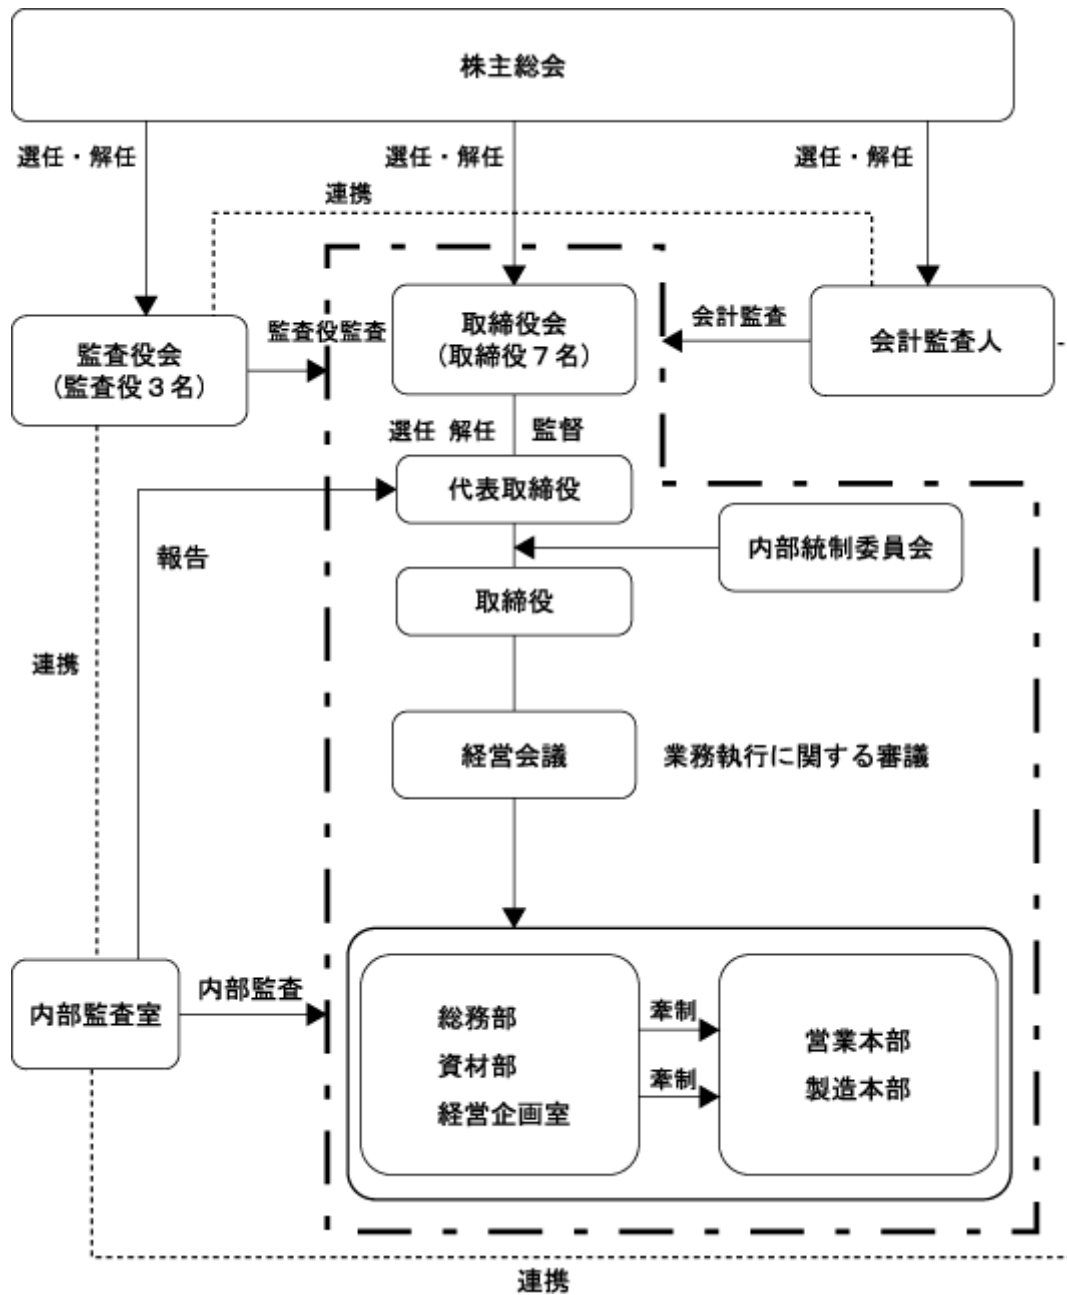 株主総会
選任・解任
選任・解任
選任・解任
連携
監査役会
（監査役３名）
監査役監査
取締役会
（取締役７名）
会計監査
会計監査人
選任 解任
監督
代表取締役
内部統制委員会
報告
取締役
連携
経営会議
業務執行に関する審議
内部監査室
内部監査
総務部
資材部
経営企画室
牽制
牽制
営業本部
製造本部
連携